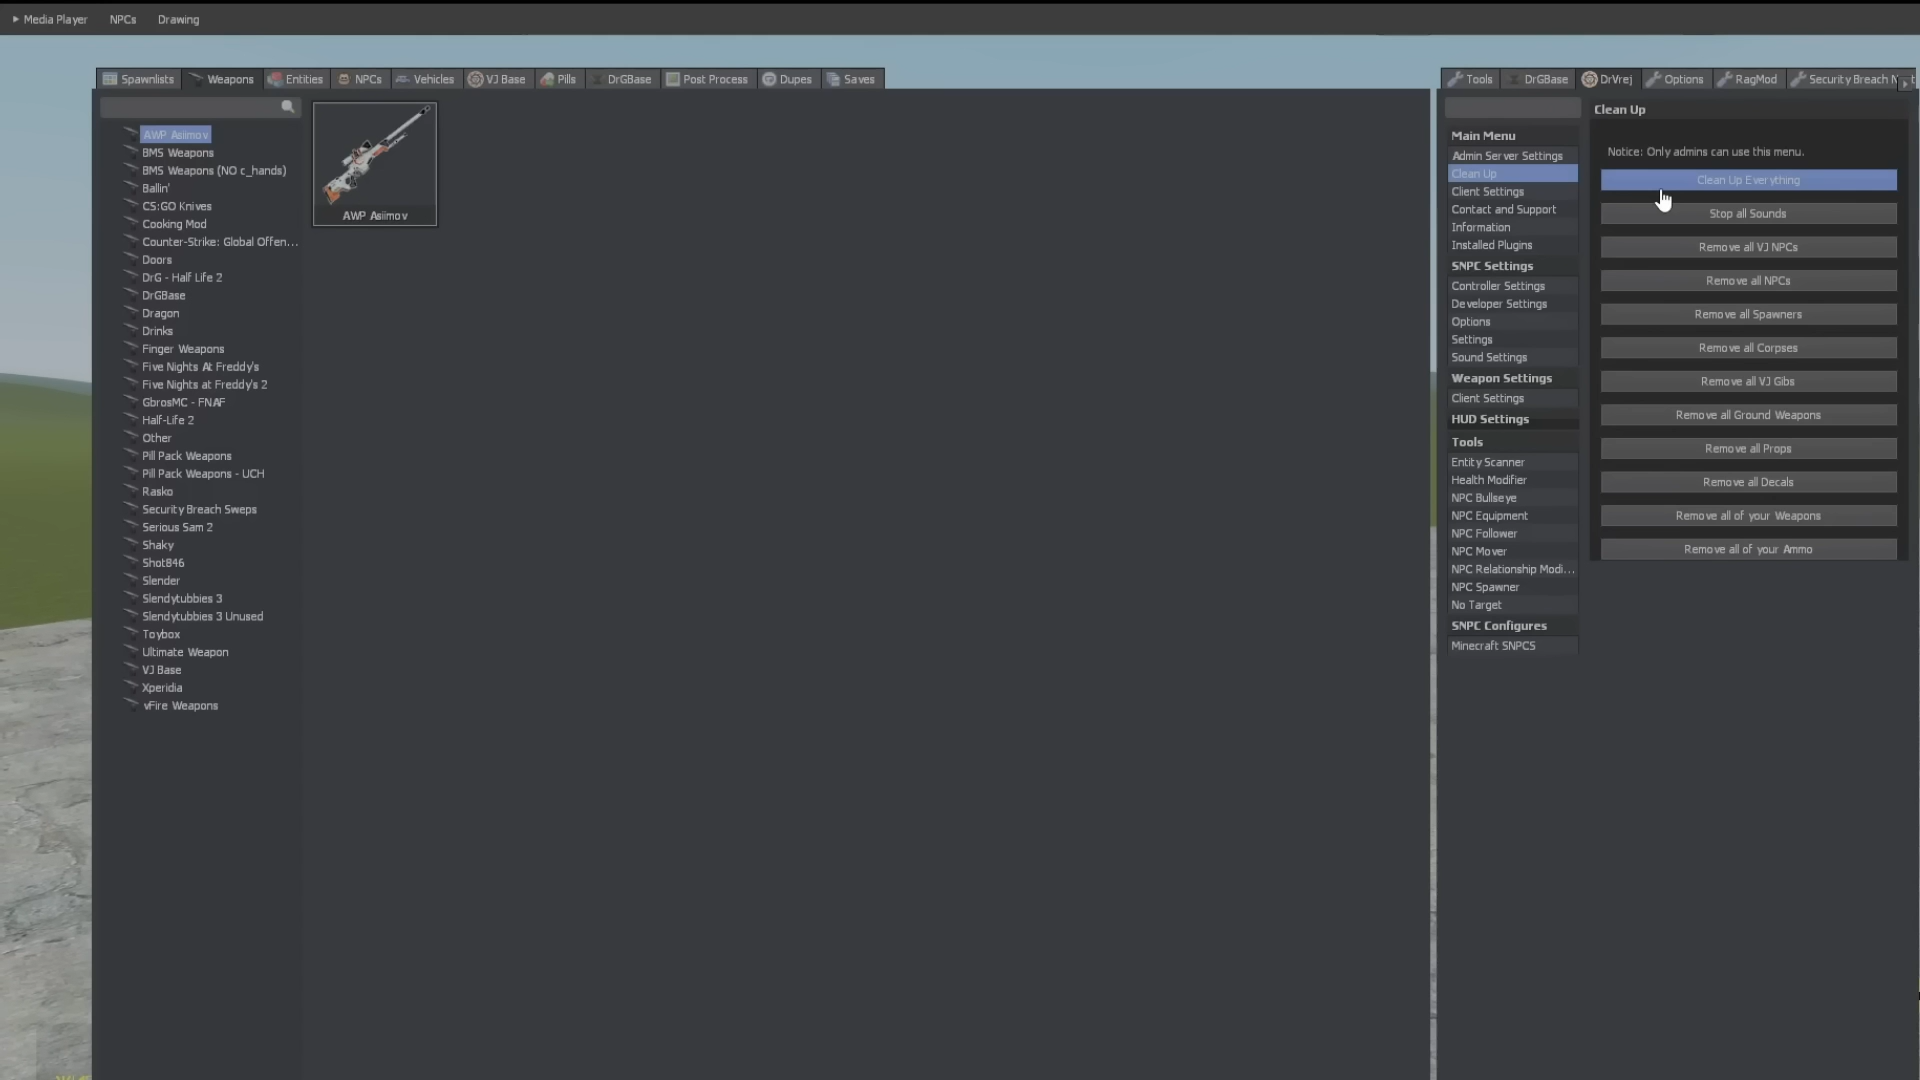 Media Player NPCs Drawing
Spawnlists Weapons Entities NPCs Vehicles VJ Base Pills DrGBase Post Process Dupes Saves
AWP Asiimov
BMS Weapons
BMS Weapons (NO c_hands)
Ballin'
CS:GO Knives
Cooking Mod
Counter-Strike: Global Offen...
Doors
DrG - Half Life 2
DrGBase
Dragon
Drinks
Finger Weapons
Five Nights At Freddy's
Five Nights at Freddy's 2
GbrosMC - FNAF
Half-Life 2
Other
Pill Pack Weapons
Pill Pack Weapons - UCH
Rasko
Security Breach Sweps
Serious Sam 2
Shaky
Shot846
Slender
Slendytubbies 3
Slendytubbies 3 Unused
Toybox
Ultimate Weapon
VJ Base
Xperidia
vFire Weapons
AWP Asiimov
Tools DrGBase DrVrej Options RagMod Security Breach
Main Menu
Admin Server Settings
Clean Up
Client Settings
Contact and Support
Information
Installed Plugins
SNPC Settings
Controller Settings
Developer Settings
Options
Settings
Sound Settings
Weapon Settings
Client Settings
HUD Settings
Tools
Entity Scanner
Health Modifier
NPC Bullseye
NPC Equipment
NPC Follower
NPC Mover
NPC Relationship Modi...
NPC Spawner
No Target
SNPC Configures
Minecraft SNPCS
Clean Up
Notice: Only admins can use this menu.
Clean Up Everything
Stop all Sounds
Remove all VJ NPCs
Remove all NPCs
Remove all Spawners
Remove all Corpses
Remove all VJ Gibs
Remove all Ground Weapons
Remove all Props
Remove all Decals
Remove all of your Weapons
Remove all of your Ammo